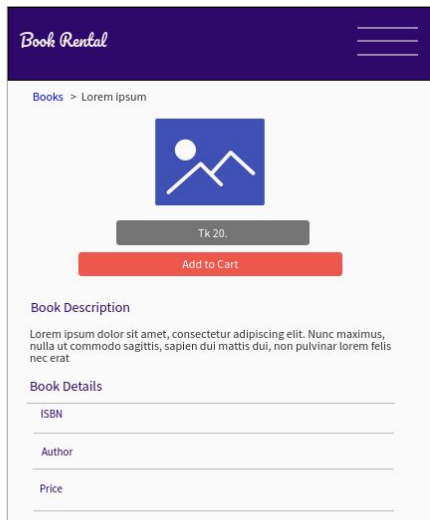 Book Rental
Books > Lorem ipsum
Tk 20.
Add to Cart
Book Description
Lorem ipsum dolor sit amet, consectetur adipiscing elit. Nunc maximus,
nulla ut commodo sagittis, sapien dui mattis dui, non pulvinar lorem felis
nec erat
Book Details
ISBN
Author
Price